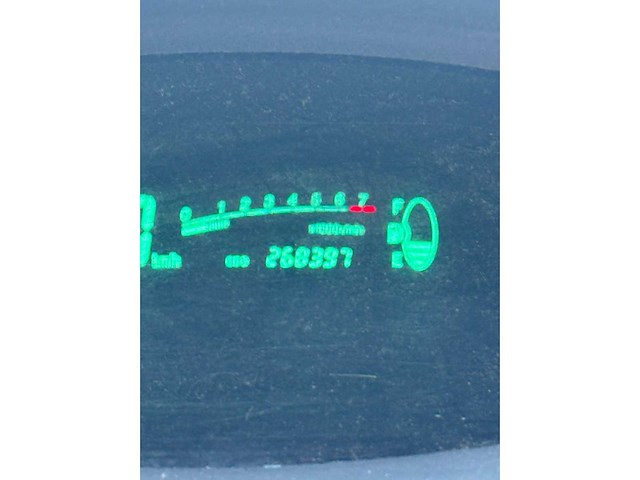 0 1 2 3 4 5 6 7 F
x1000r/min
km/h ODO 268397 E